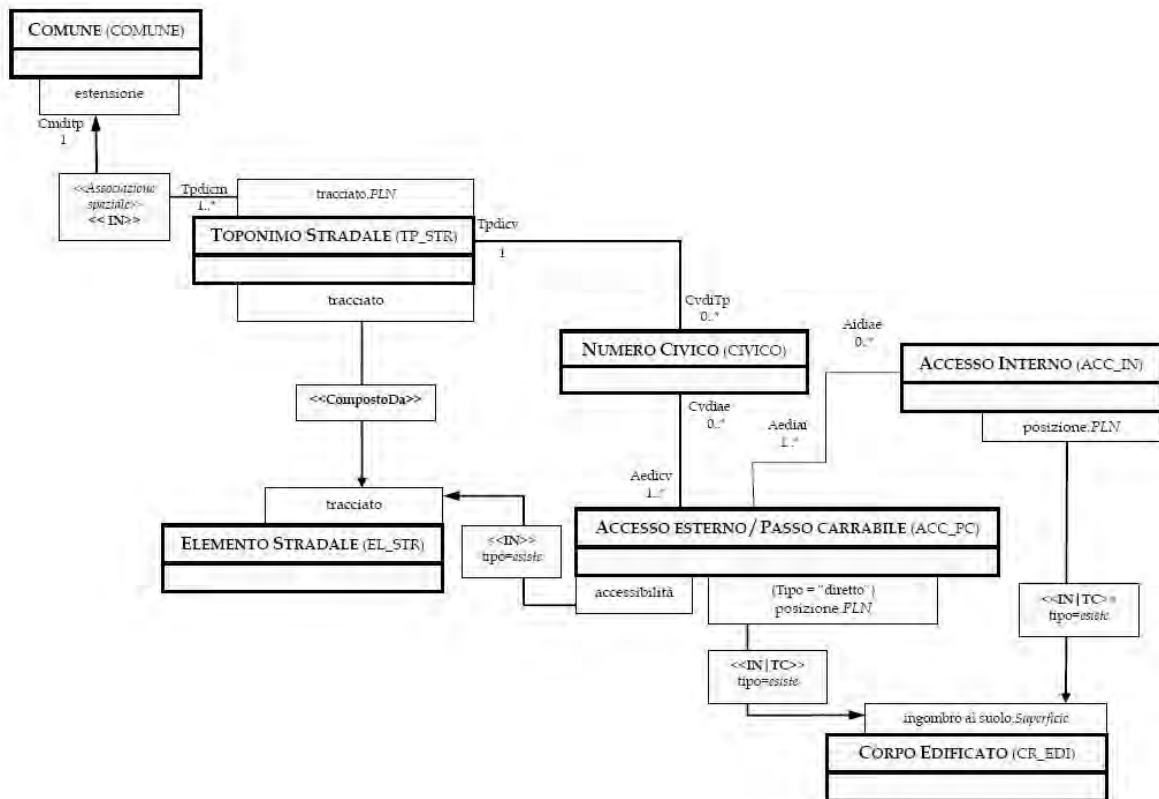 COMUNE (COMUNE)
estensione
Cmditp
1
<<Associazione
spaziale>>
<< IN>>
Tpdicm
1..*
tracciato.PLN
TOPONIMO STRADALE (TP_STR)
tracciato
Tpdicv
1
CvdiTp
0..*
NUMERO CIVICO (CIVICO)
Cvdiae
0..*
Aidiae
0..*
ACCESSO INTERNO (ACC_IN)
posizione.PLN
<<CompostoDa>>
Aediai
1..*
Aedicv
1..*
tracciato
ELEMENTO STRADALE (EL_STR)
<<IN>>
tipo=esiste
ACCESSO ESTERNO / PASSO CARRABILE (ACC_PC)
accessibilità
(Tipo = "diretto")
posizione.PLN
<<IN|TC>>
tipo=esiste
<<IN|TC>>
tipo=esiste
ingombro al suolo.Superficie
CORPO EDIFICATO (CR_EDI)